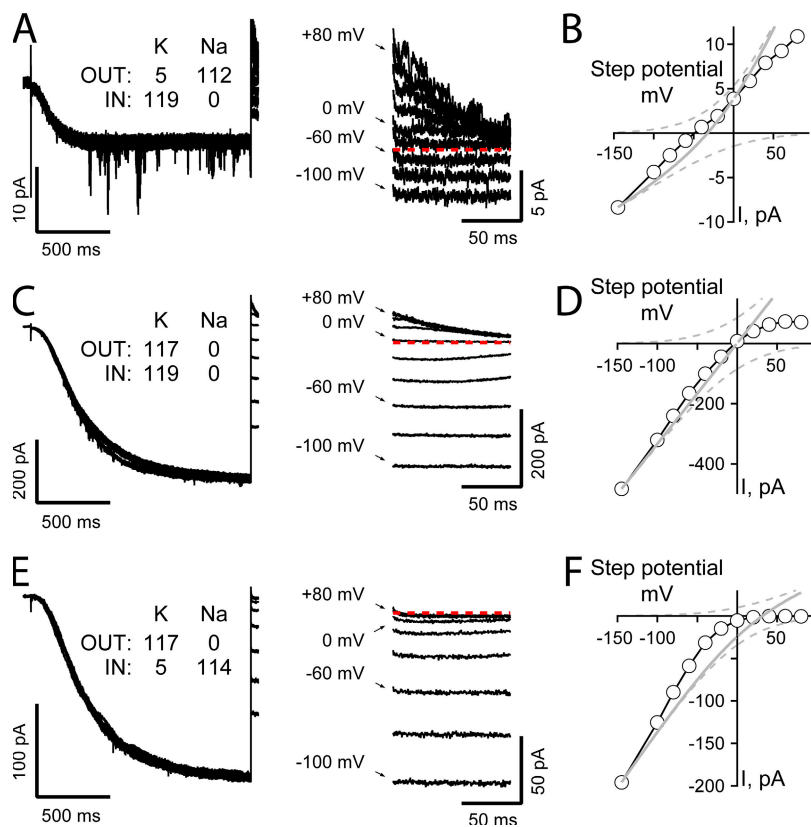 A
K Na
OUT: 5 112
IN: 119 0
10 pA
500 ms
+80 mV
0 mV
-60 mV
-100 mV
5 pA
50 ms
B
Step potential
mV
10
5
-150
50
-5
-10
I, pA
C
K Na
OUT: 117 0
IN: 119 0
200 pA
500 ms
+80 mV
0 mV
-60 mV
-100 mV
200 pA
50 ms
D
Step potential
mV
-150 -100 50
-200
-400
I, pA
E
K Na
OUT: 117 0
IN: 5 114
100 pA
500 ms
+80 mV
0 mV
-60 mV
-100 mV
50 pA
50 ms
F
Step potential
mV
-150 -100 50
-100
-150
-200
I, pA